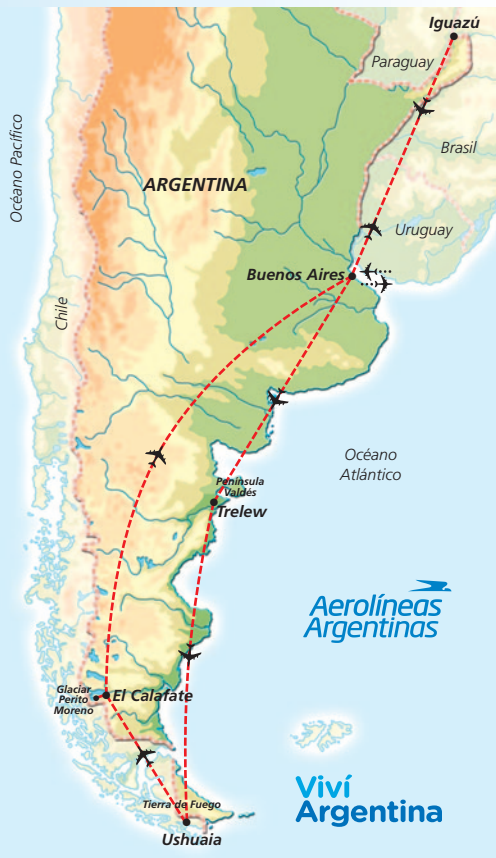 Iguazú
Paraguay
Océano Pacífico
Brasil
ARGENTINA
Uruguay
Buenos Aires
Chile
Océano
Atlántico
Península
Valdés
Trelew
Aerolíneas
Argentinas
Glaciar
Perito
Moreno
El Calafate
Viví
Argentina
Tierra de Fuego
Ushuaia